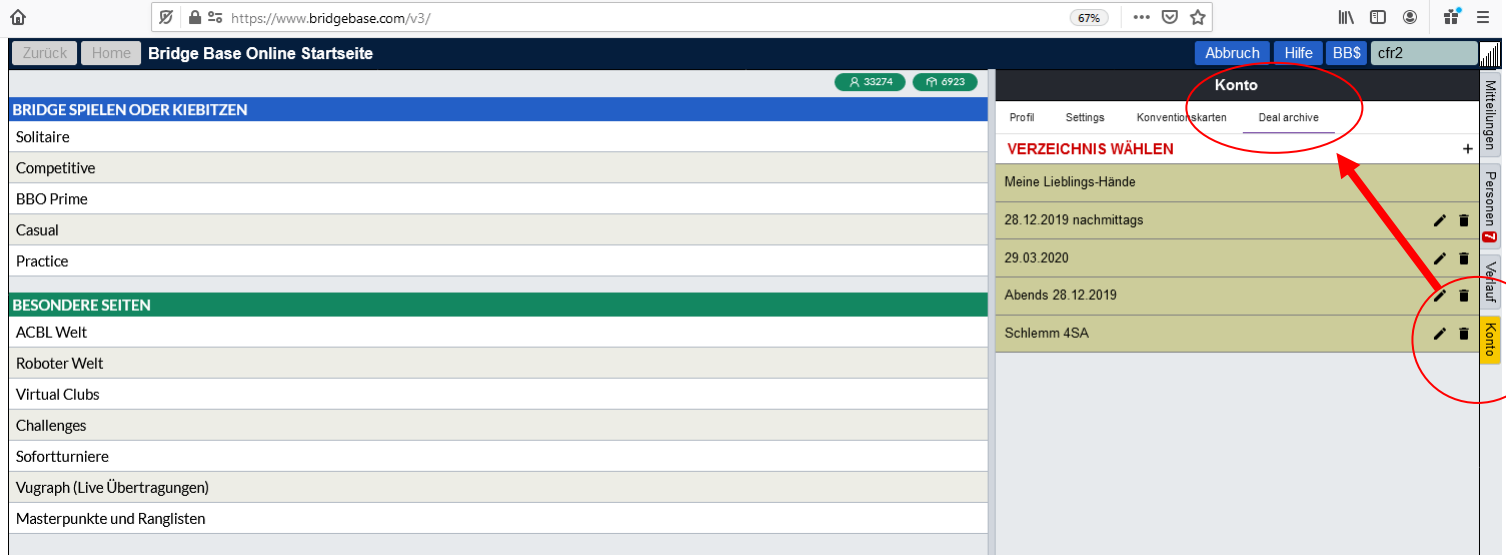 https://www.bridgebase.com/v3/
67%
Zurück Home Bridge Base Online Startseite Abbruch Hilfe BB$ cfr2
33274 6923
BRIDGE SPIELEN ODER KIEBITZEN
Solitaire
Competitive
BBO Prime
Casual
Practice
BESONDERE SEITEN
ACBL Welt
Roboter Welt
Virtual Clubs
Challenges
Sofortturniere
Vugraph (Live Übertragungen)
Masterpunkte und Ranglisten
Konto
Profil Settings Konventionskarten Deal archive
VERZEICHNIS WÄHLEN +
Meine Lieblings-Hände
28.12.2019 nachmittags
29.03.2020
Abends 28.12.2019
Schlemm 4SA
Mitteilungen
Personen 7
Verlauf
Konto